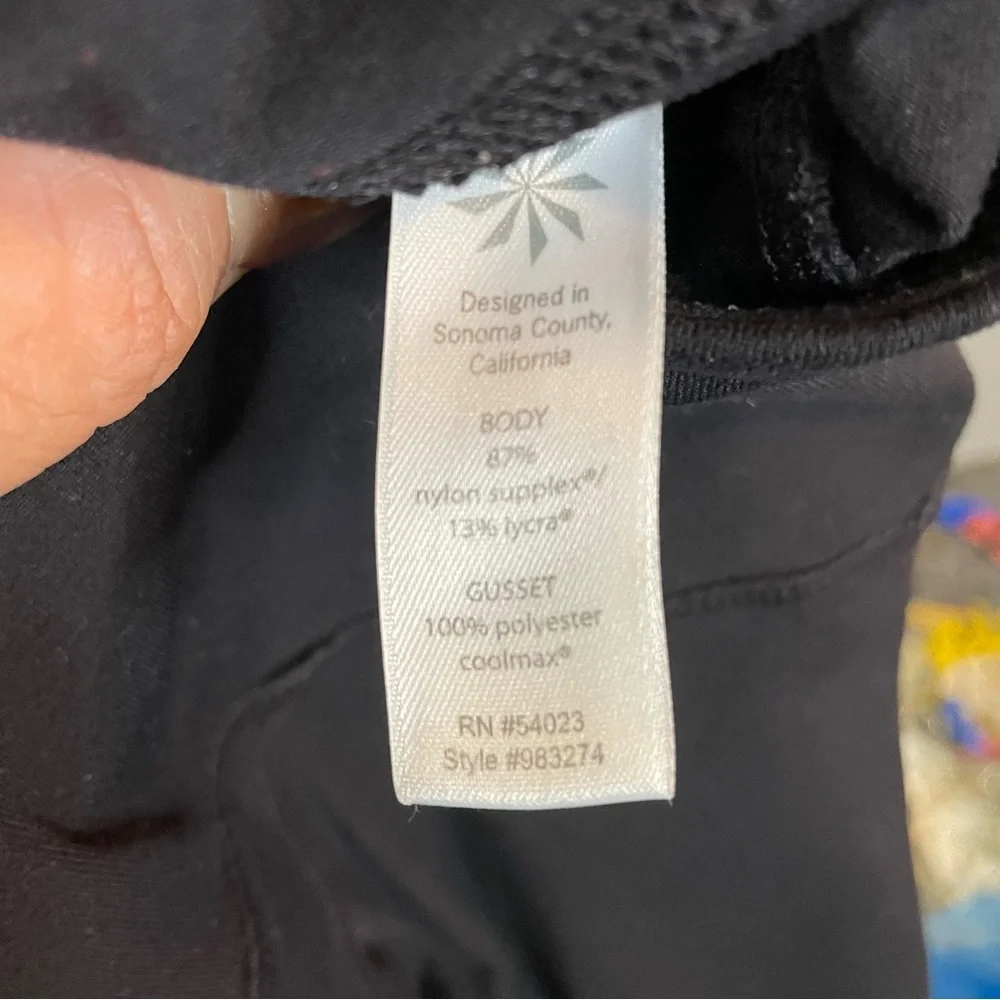 Designed in
Sonoma County,
California
BODY
87%
nylon supplex®/
13% lycra®
GUSSET
100% polyester
coolmax®
RN #54023
Style #983274